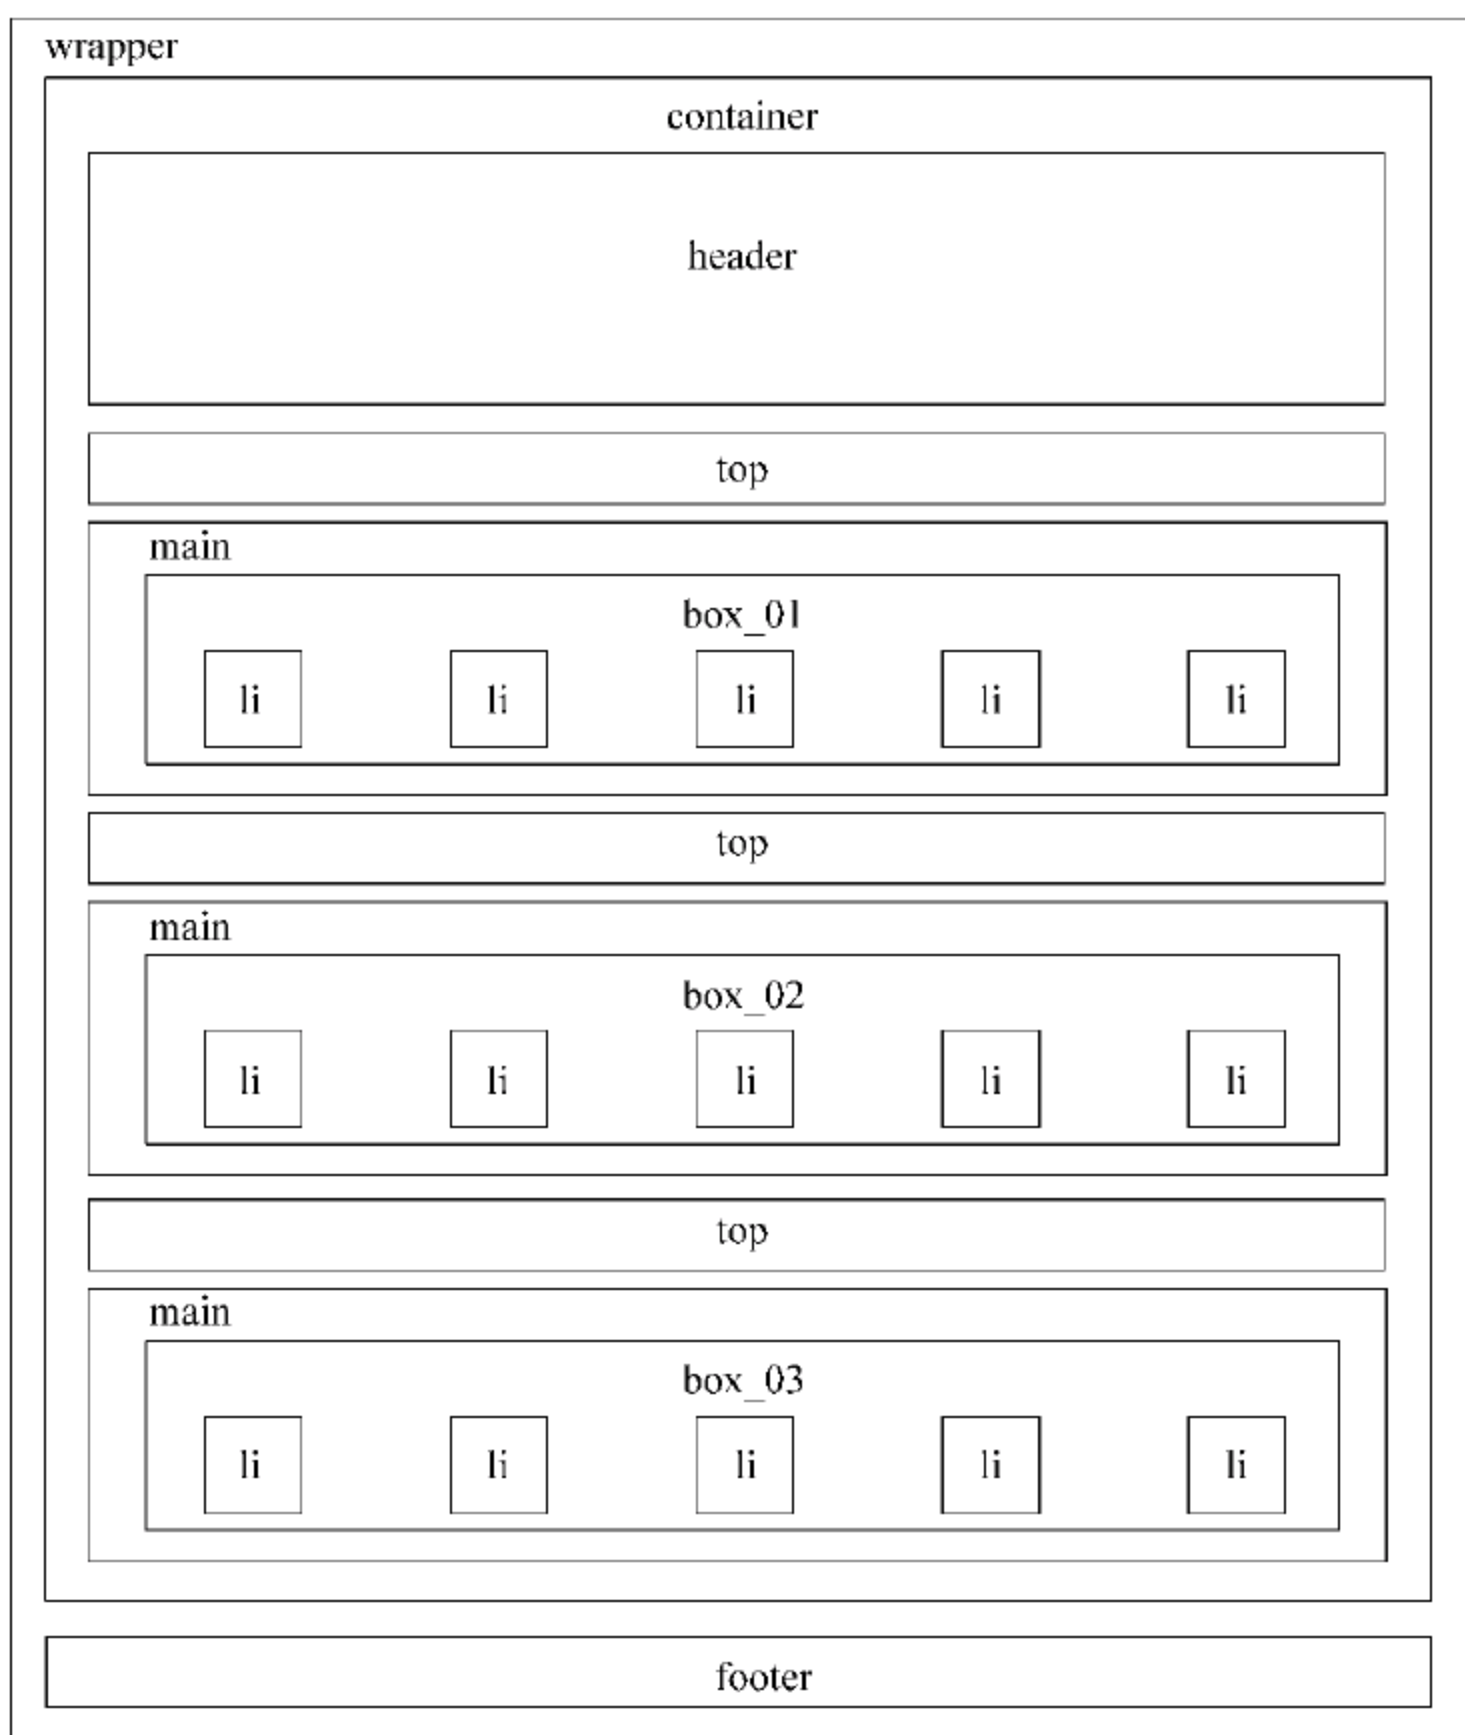 wrapper
container
header
top
main
box_01
li li li li li
top
main
box_02
li li li li li
top
main
box_03
li li li li li
footer